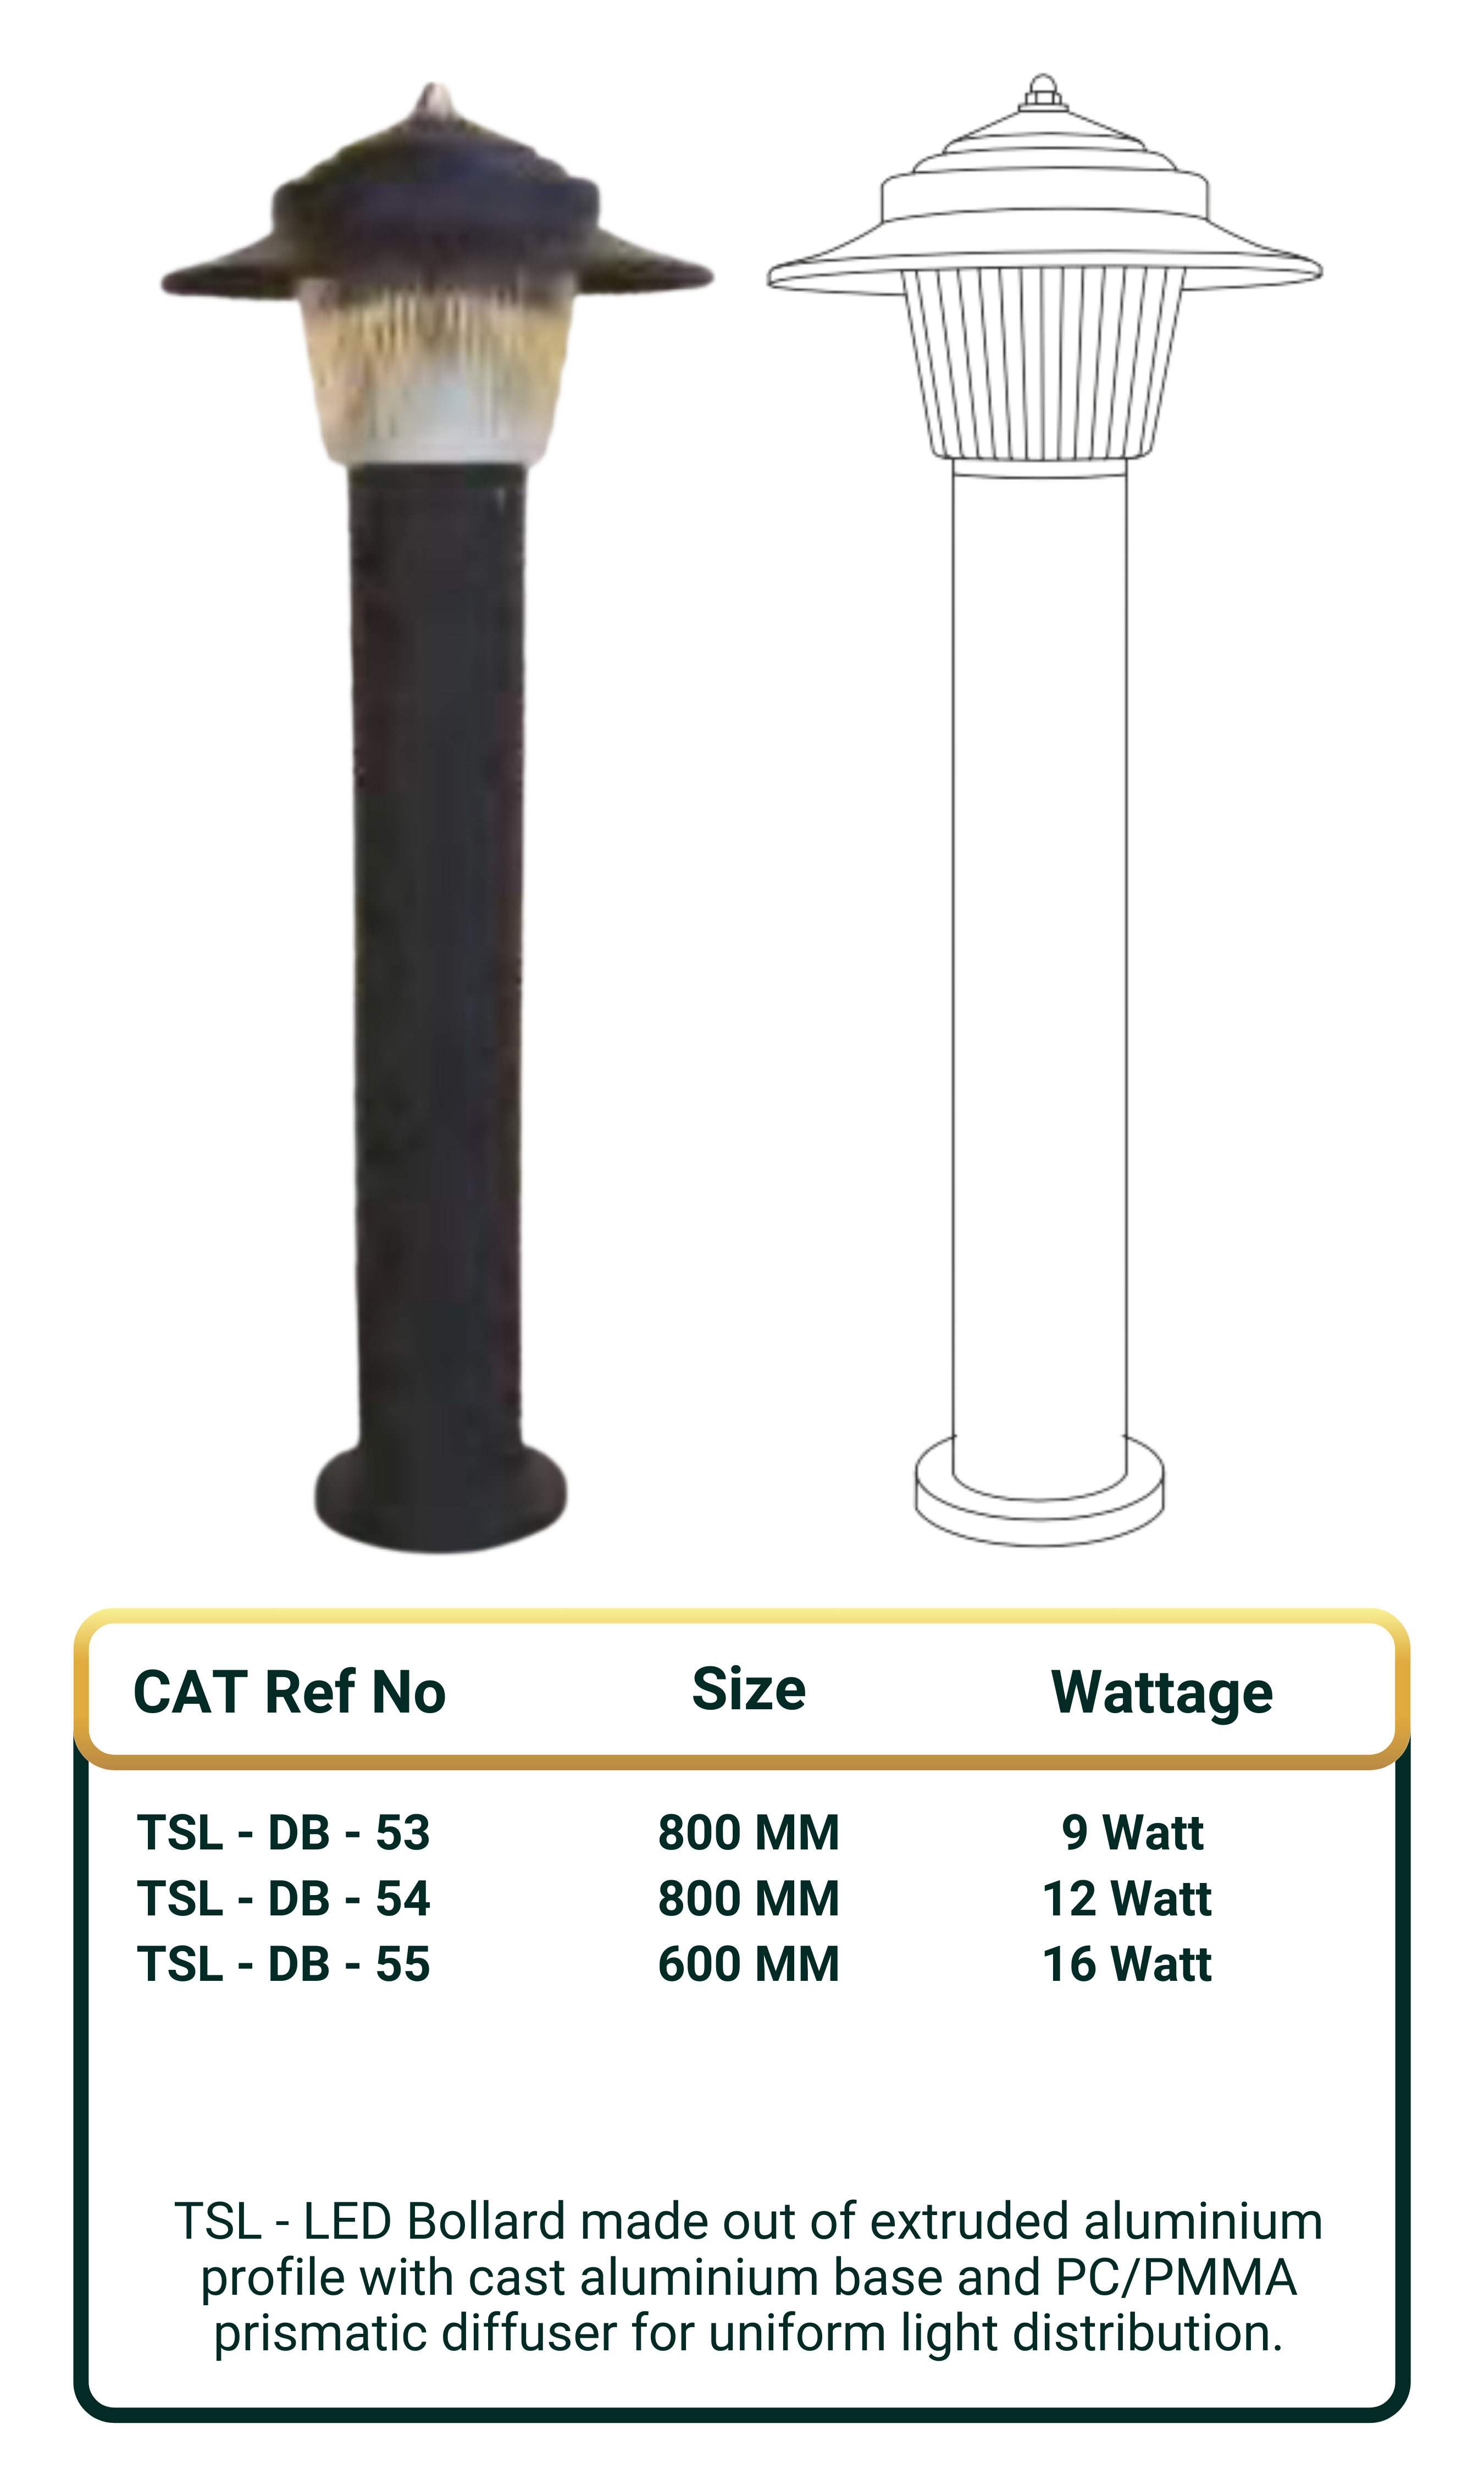 CAT Ref No Size Wattage
TSL - DB - 53 800 MM 9 Watt
TSL - DB - 54 800 MM 12 Watt
TSL - DB - 55 600 MM 16 Watt
TSL - LED Bollard made out of extruded aluminium
profile with cast aluminium base and PC/PMMA
prismatic diffuser for uniform light distribution.